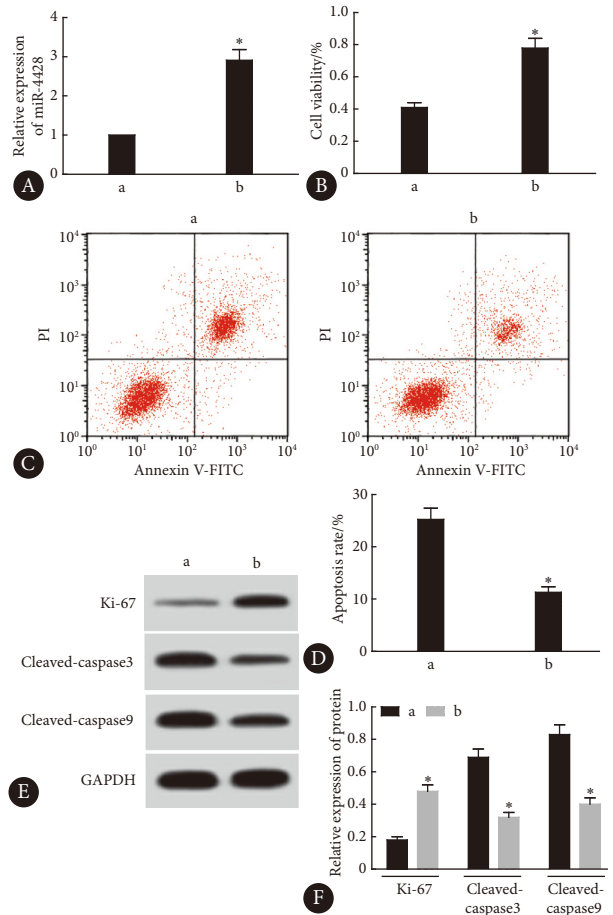 Relative expression
of miR-4428
4
3
2
1
0
*
a
b
A
Cell viability/%
1.0
0.8
0.6
0.4
0.2
0
*
a
b
B
a
PI
10⁴
10³
10²
10¹
10⁰
10⁰
10¹
10²
10³
10⁴
Annexin V-FITC
b
PI
10⁴
10³
10²
10¹
10⁰
10⁰
10¹
10²
10³
10⁴
Annexin V-FITC
C
Apoptosis rate/%
30
20
10
0
*
a
b
D
a
b
Ki-67
Cleaved-caspase3
Cleaved-caspase9
GAPDH
E
Relative expression of protein
1.0
0.8
0.6
0.4
0.2
0
a
b
*
*
*
Ki-67
Cleaved-
caspase3
Cleaved-
caspase9
F